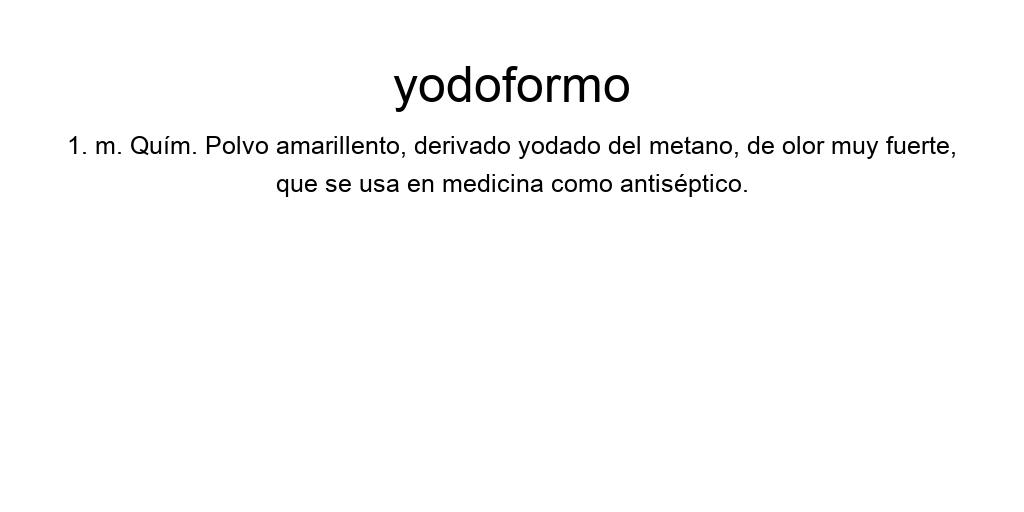 yodoformo
1. m. Quím. Polvo amarillento, derivado yodado del metano, de olor muy fuerte,
que se usa en medicina como antiséptico.